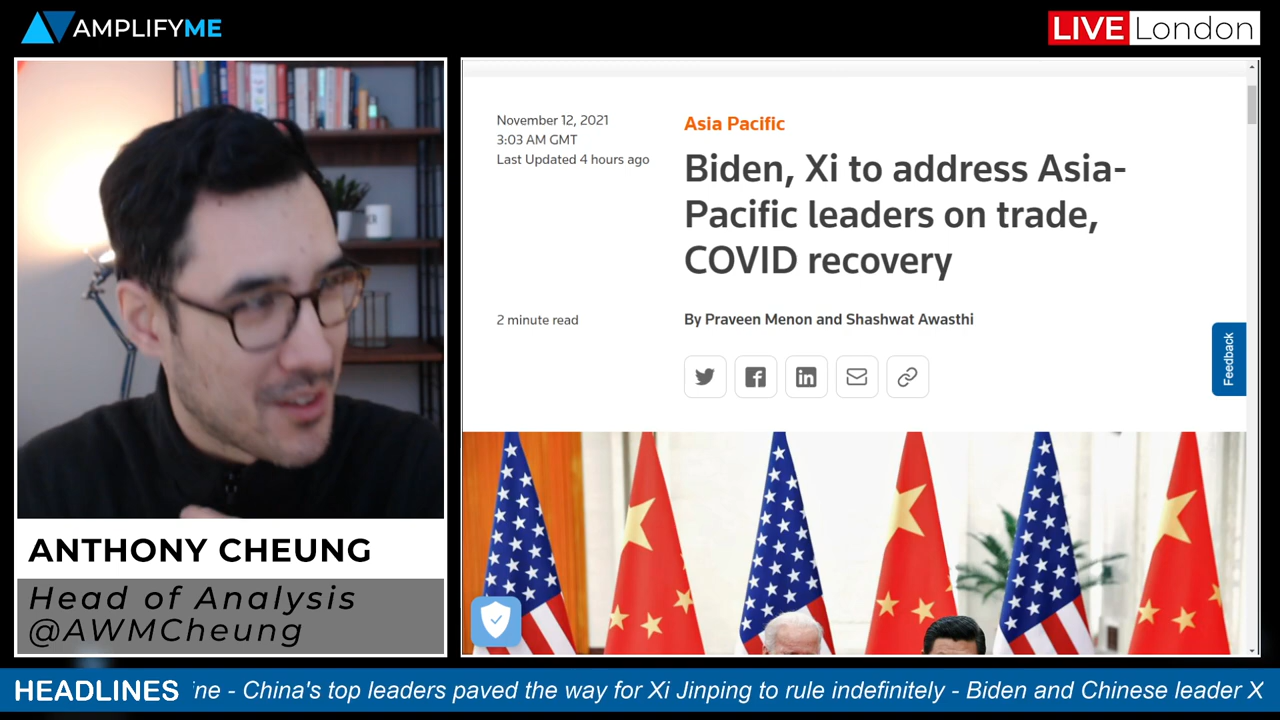 AMPLIFYME
LIVE London
November 12, 2021
3:03 AM GMT
Last Updated 4 hours ago
Asia Pacific
Biden, Xi to address Asia-
Pacific leaders on trade,
COVID recovery
2 minute read
By Praveen Menon and Shashwat Awasthi
Feedback
ANTHONY CHEUNG
Head of Analysis
@AWMCheung
HEADLINES ine - China's top leaders paved the way for Xi Jinping to rule indefinitely - Biden and Chinese leader X